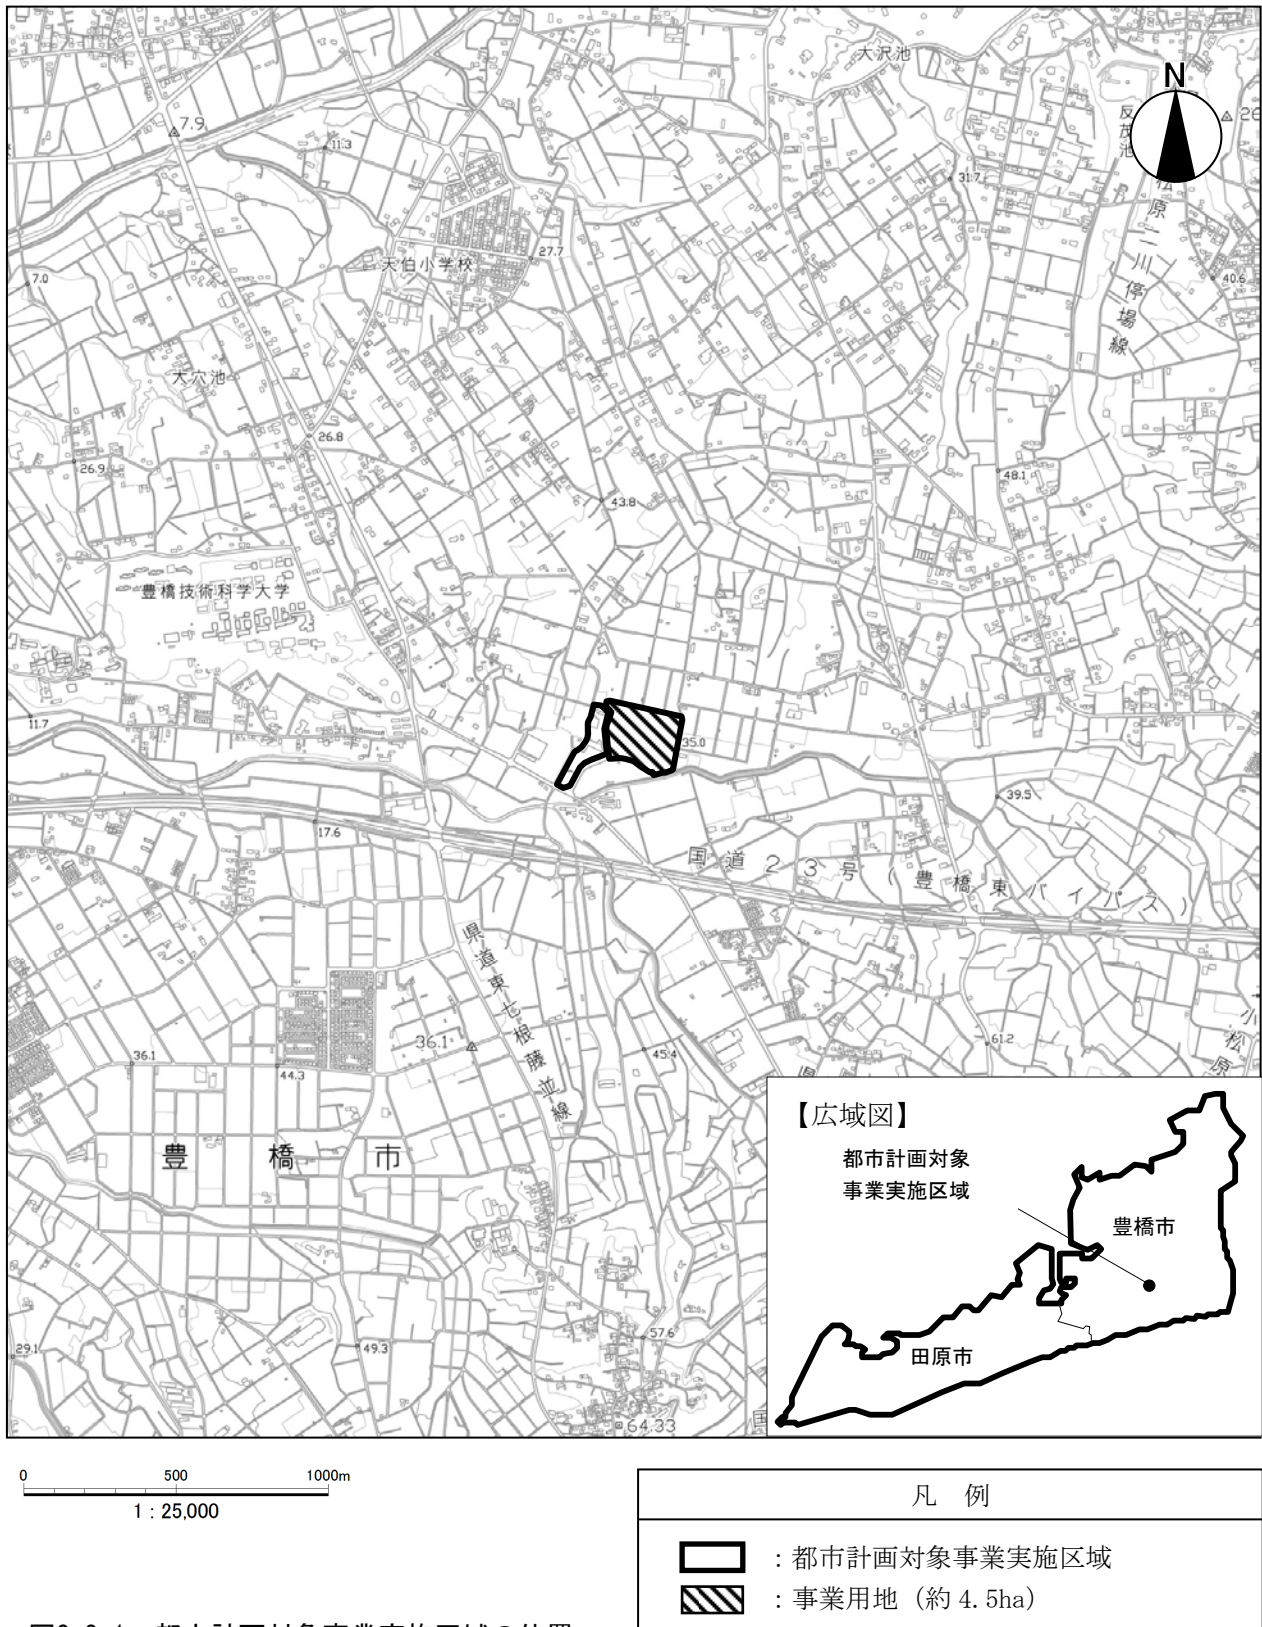 大沢池
N
反茂池
26
7.9
11.3
31.7
松原二川停場線
27.7
天伯小学校
7.0
40.6
大穴池
26.8
26.9
48.1
43.8
豊橋技術科学大学
11.7
35.0
39.5
17.6
国道23号(豊橋東バイパス)
県道東七根藤並線
小松原
36.1
45.4
61.2
36.1
44.3
県
豊橋市
57.6
49.3
29.1
64.33
国
【広域図】
都市計画対象
事業実施区域
豊橋市
田原市
0 500 1000m
1:25,000
凡 例
：都市計画対象事業実施区域
：事業用地（約 4.5ha）